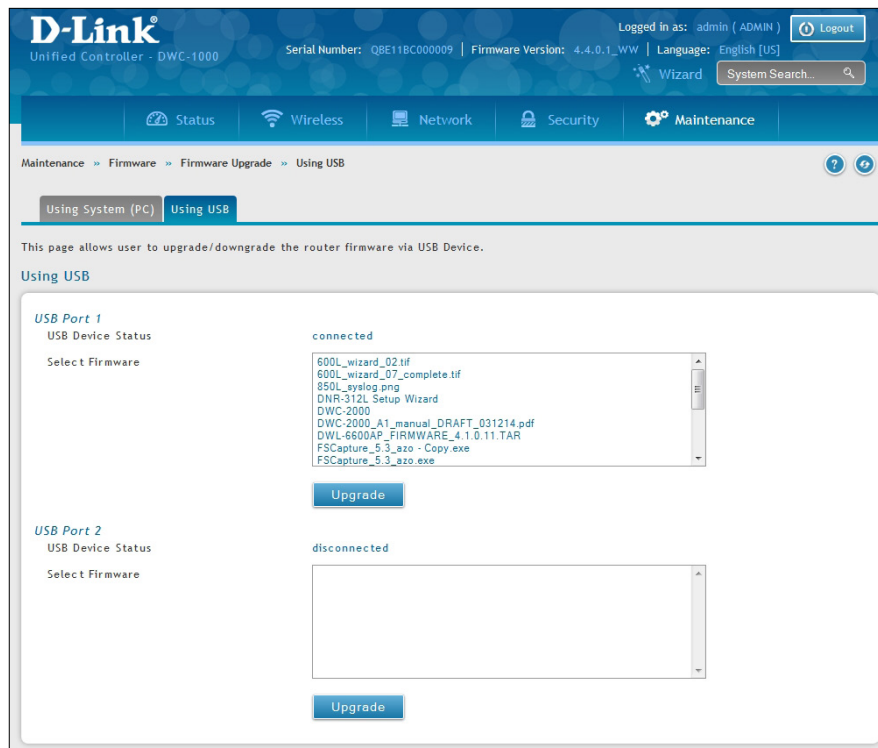 D-Link®
Unified Controller - DWC-1000
Logged in as: admin ( ADMIN )
Logout
Serial Number: QBE11BC000009 | Firmware Version: 4.4.0.1_WW | Language: English [US]
Wizard
System Search...
Status
Wireless
Network
Security
Maintenance
Maintenance » Firmware » Firmware Upgrade » Using USB
?
Using System (PC)
Using USB
This page allows user to upgrade/downgrade the router firmware via USB Device.
Using USB
USB Port 1
USB Device Status connected
Select Firmware
600L_wizard_02.tif
600L_wizard_07_complete.tif
850L_syslog.png
DNR-312L Setup Wizard
DWC-2000
DWC-2000_A1_manual_DRAFT_031214.pdf
DWL-6600AP_FIRMWARE_4.1.0.11.TAR
FSCapture_5.3_azo - Copy.exe
FSCapture_5.3_azo.exe
Upgrade
USB Port 2
USB Device Status disconnected
Select Firmware
Upgrade